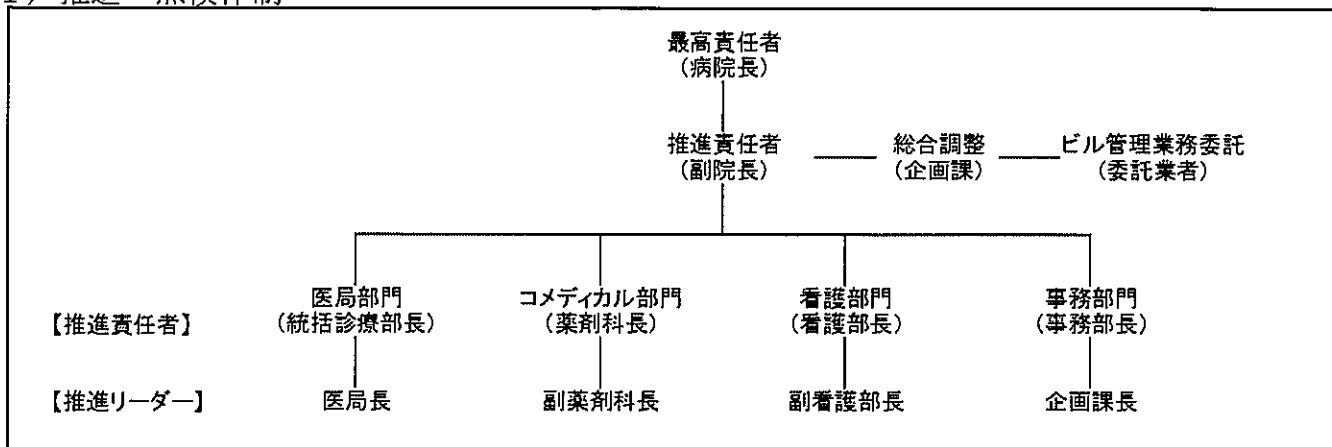 最高責任者
(病院長)
推進責任者 総合調整 ビル管理業務委託
(副院長) (企画課) (委託業者)
医局部門 コメディカル部門 看護部門 事務部門
【推進責任者】 (統括診療部長) (薬剤科長) (看護部長) (事務部長)
【推進リーダー】 医局長 副薬剤科長 副看護部長 企画課長